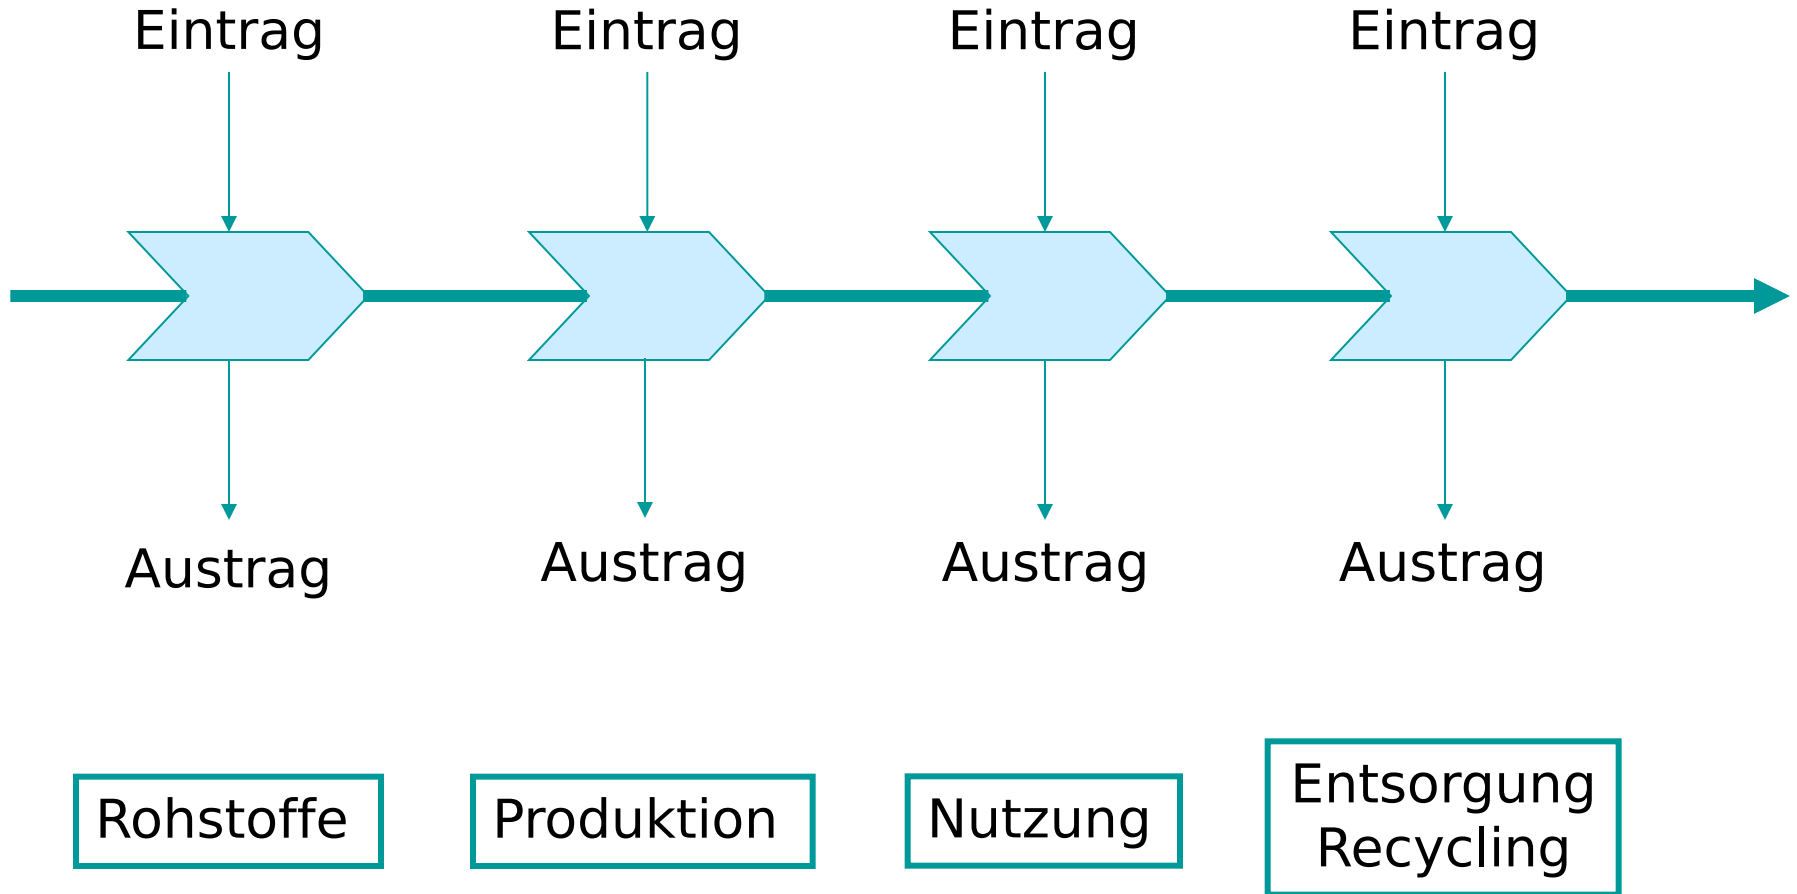 Eintrag Eintrag Eintrag Eintrag
Austrag Austrag Austrag Austrag
Rohstoffe Produktion Nutzung Entsorgung
Recycling